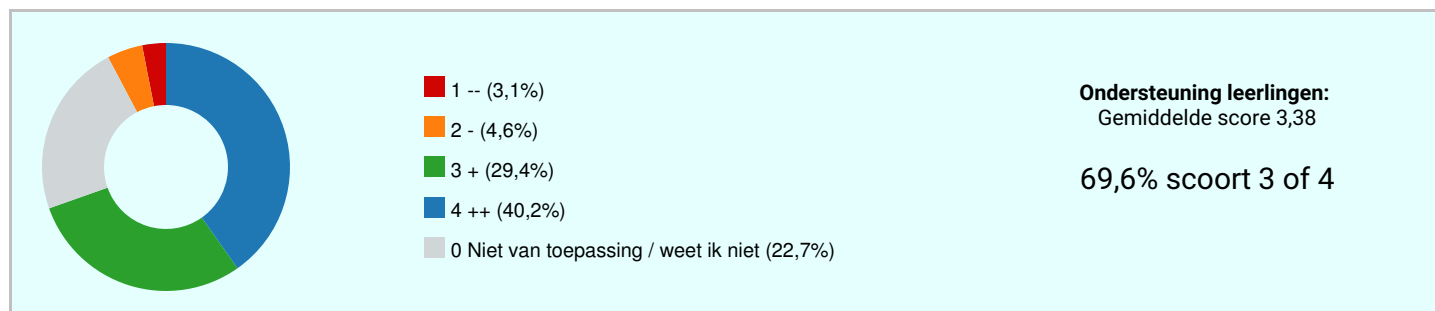 1 -- (3,1%)
2 - (4,6%)
3 + (29,4%)
4 ++ (40,2%)
0 Niet van toepassing / weet ik niet (22,7%)
Ondersteuning leerlingen:
Gemiddelde score 3,38
69,6% scoort 3 of 4